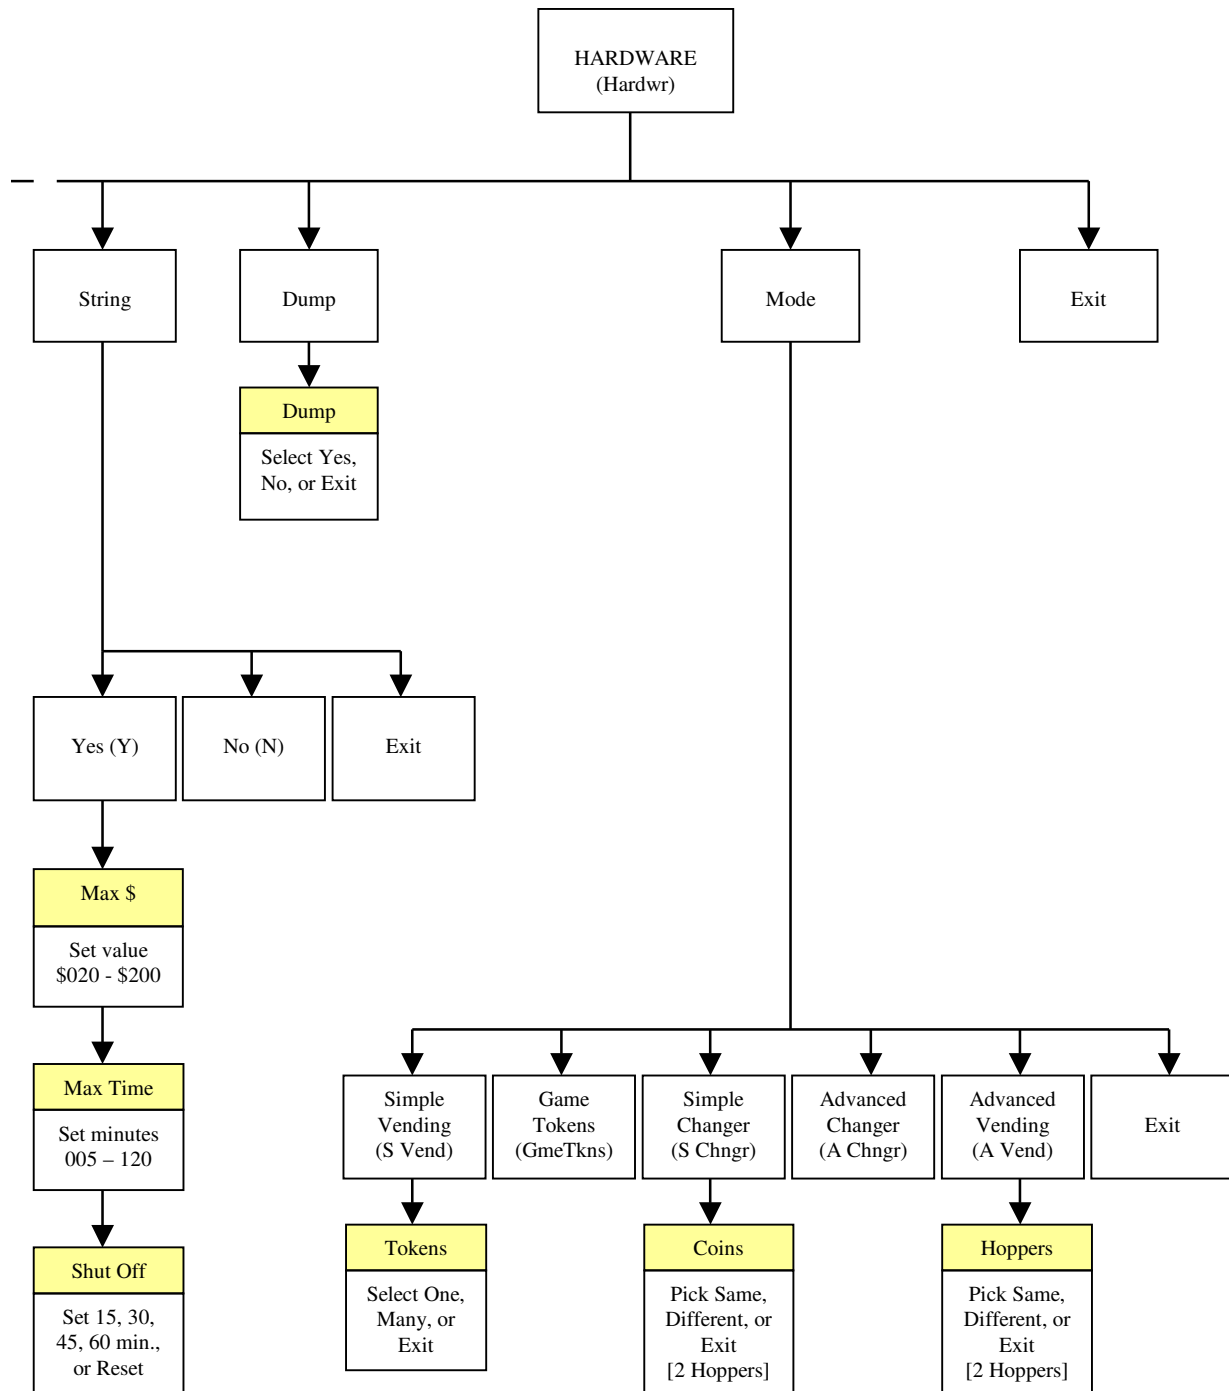 HARDWARE
(Hardwr)
String
Dump
Mode
Exit
Dump
Select Yes,
No, or Exit
Yes (Y)
No (N)
Exit
Max $
Set value
$020 - $200
Max Time
Set minutes
005 – 120
Shut Off
Set 15, 30,
45, 60 min.,
or Reset
Simple
Vending
(S Vend)
Game
Tokens
(GmeTkns)
Simple
Changer
(S Chngr)
Advanced
Changer
(A Chngr)
Advanced
Vending
(A Vend)
Exit
Tokens
Select One,
Many, or
Exit
Coins
Pick Same,
Different, or
Exit
[2 Hoppers]
Hoppers
Pick Same,
Different, or
Exit
[2 Hoppers]